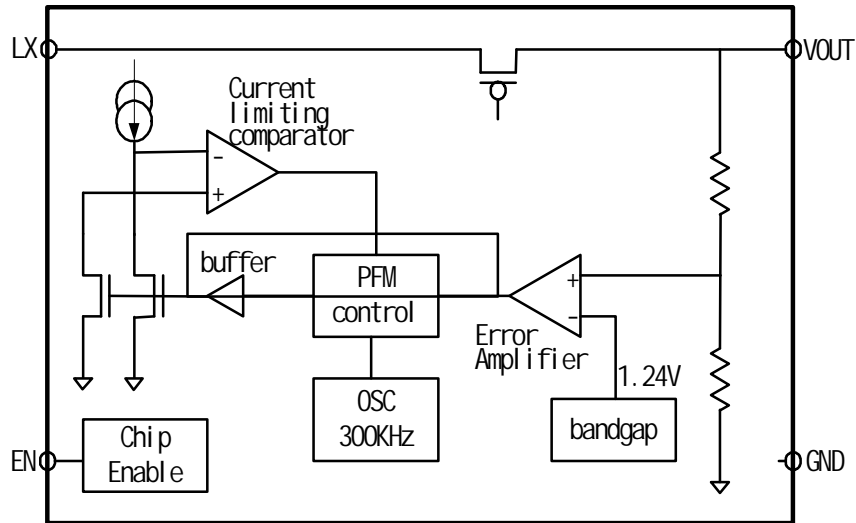 LX
VOUT
Current
limiting
comparator
-
+
buffer
PFM
control
+
-
Error
Amplifier
1.24V
OSC
300KHz
bandgap
Chip
Enable
EN
GND